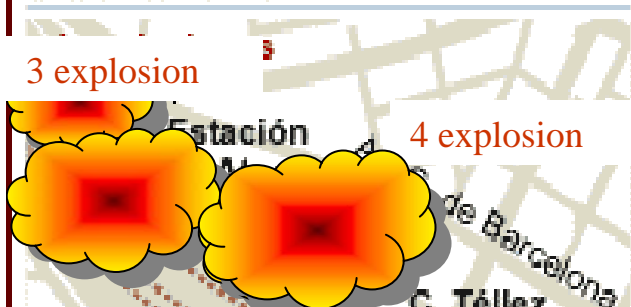 3 explosion
Estación
4 explosion
de Barcelona
C. Téllez